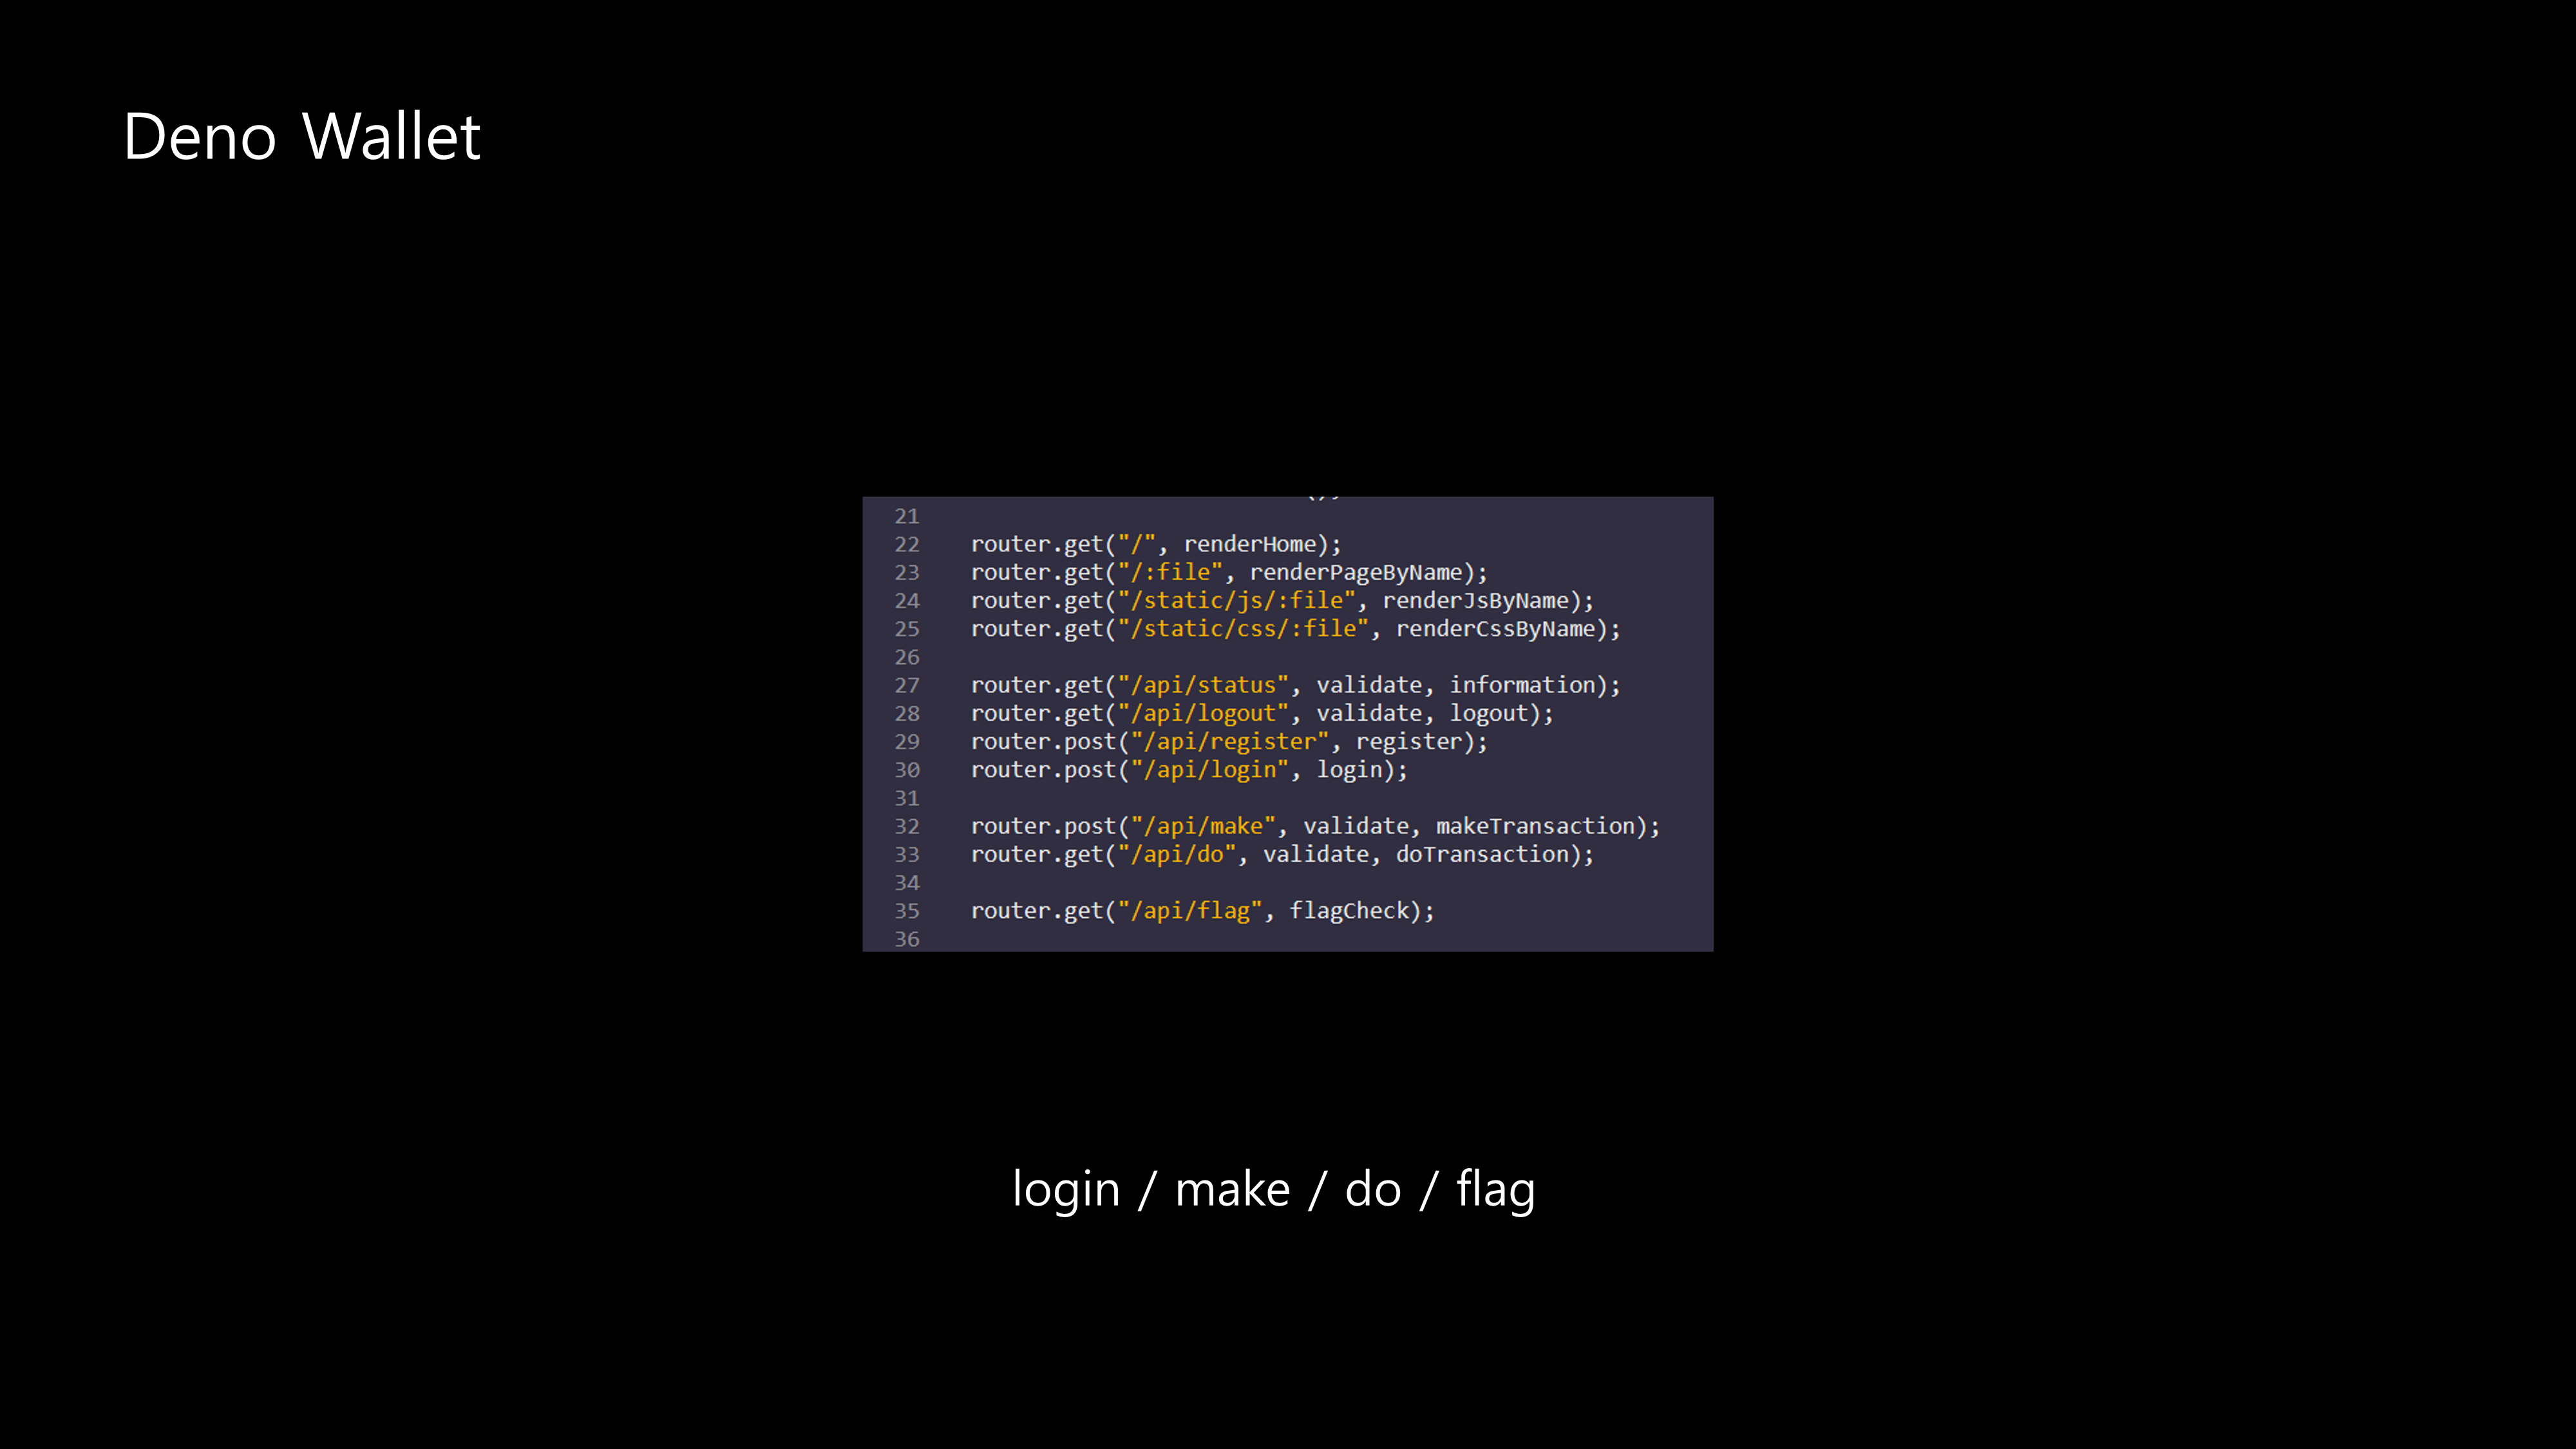 Deno Wallet
21
22 router.get("/", renderHome);
23 router.get("/:file", renderPageByName);
24 router.get("/static/js/:file", renderJsByName);
25 router.get("/static/css/:file", renderCssByName);
26
27 router.get("/api/status", validate, information);
28 router.get("/api/logout", validate, logout);
29 router.post("/api/register", register);
30 router.post("/api/login", login);
31
32 router.post("/api/make", validate, makeTransaction);
33 router.get("/api/do", validate, doTransaction);
34
35 router.get("/api/flag", flagCheck);
36
login / make / do / flag